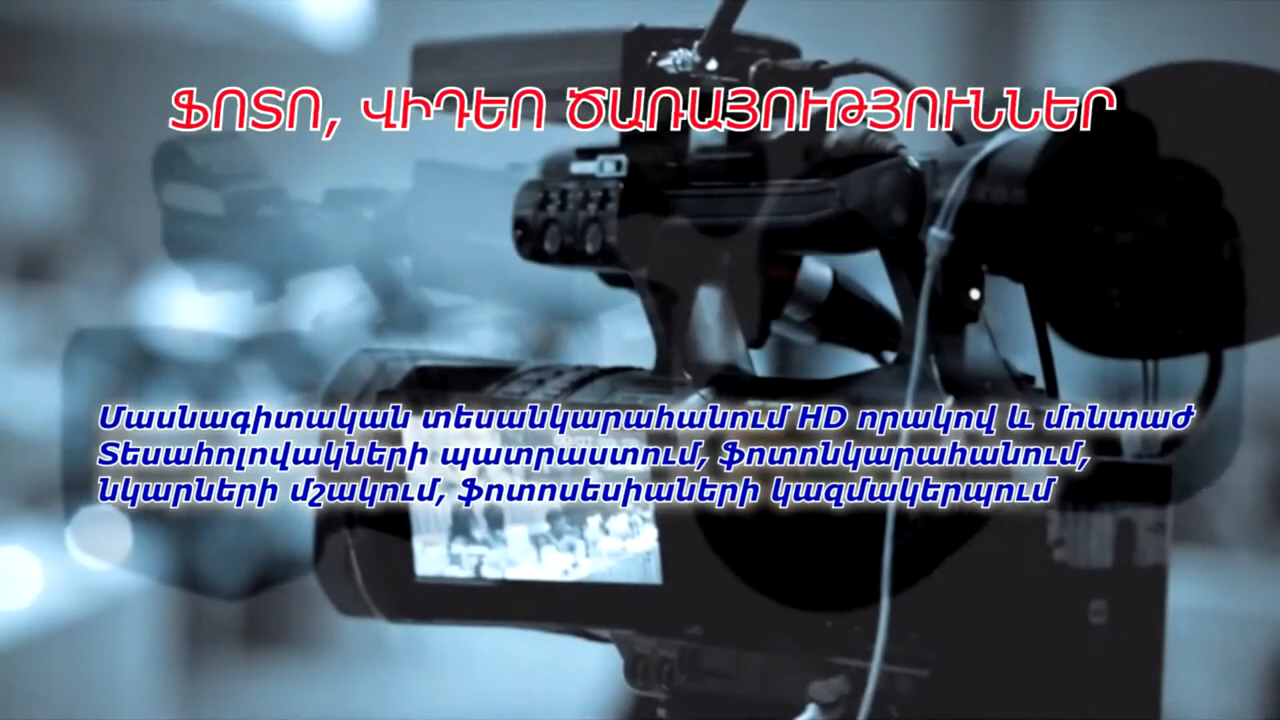 ՖՈՏՈ, ՎԻԴԵՈ ԾԱՌԱՅՈՒԹՅՈՒՆՆԵՐ
Մասնագիտական տեսանկարահանում HD որակով և մոնտաժ
Տեսահոլովակների պատրաստում, ֆոտոնկարահանում,
նկարների մշակում, ֆոտոսեսիաների կազմակերպում